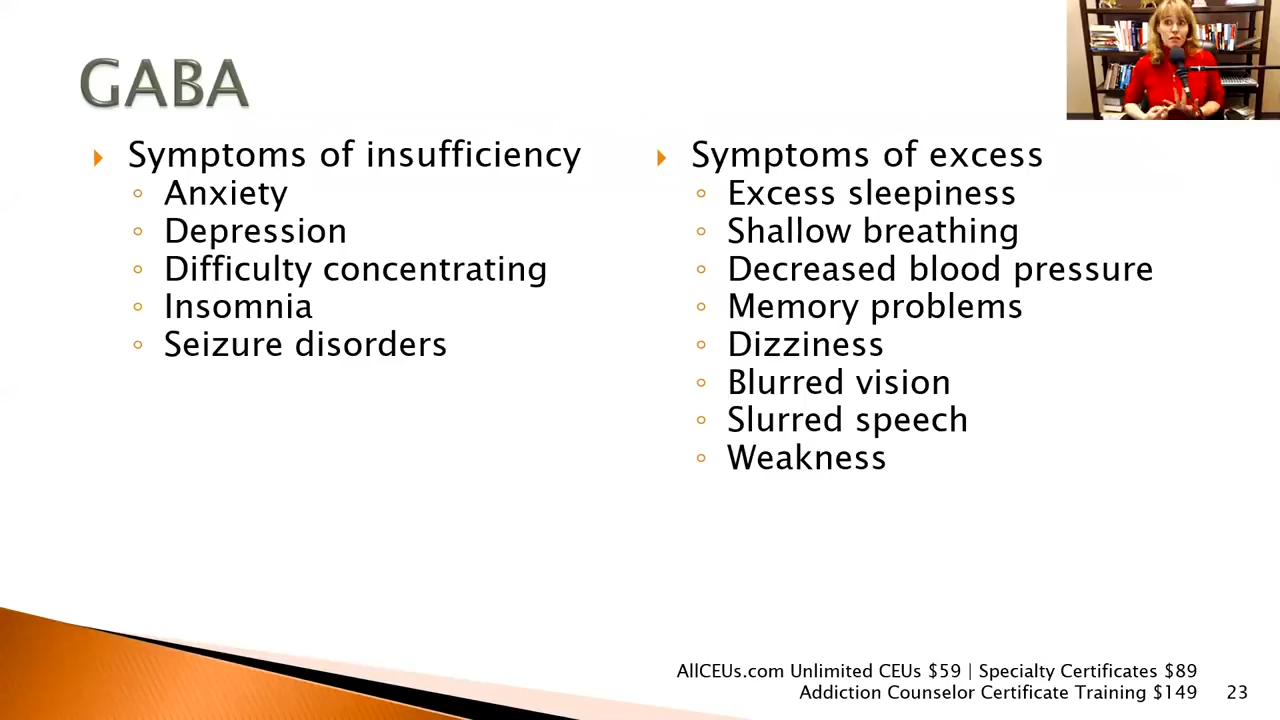 GABA
Symptoms of insufficiency
Anxiety
Depression
Difficulty concentrating
Insomnia
Seizure disorders
Symptoms of excess
Excess sleepiness
Shallow breathing
Decreased blood pressure
Memory problems
Dizziness
Blurred vision
Slurred speech
Weakness
AllCEUs.com Unlimited CEUs $59 | Specialty Certificates $89
Addiction Counselor Certificate Training $149
23